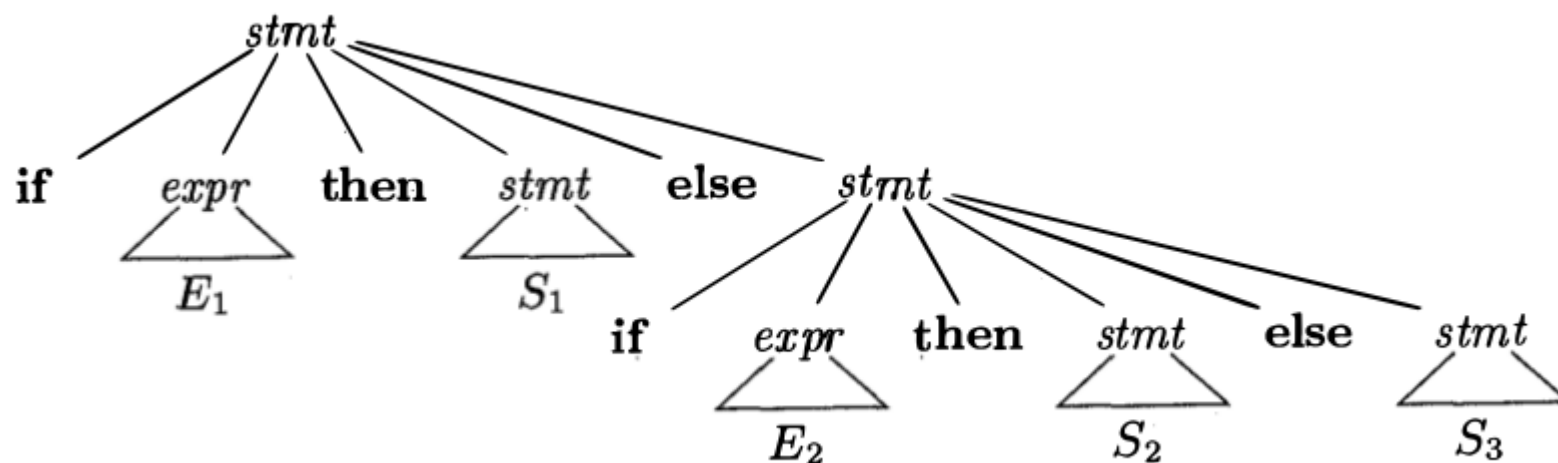 stmt
if expr then stmt else stmt
E₁ S₁
if expr then stmt else stmt
E₂ S₂ S₃